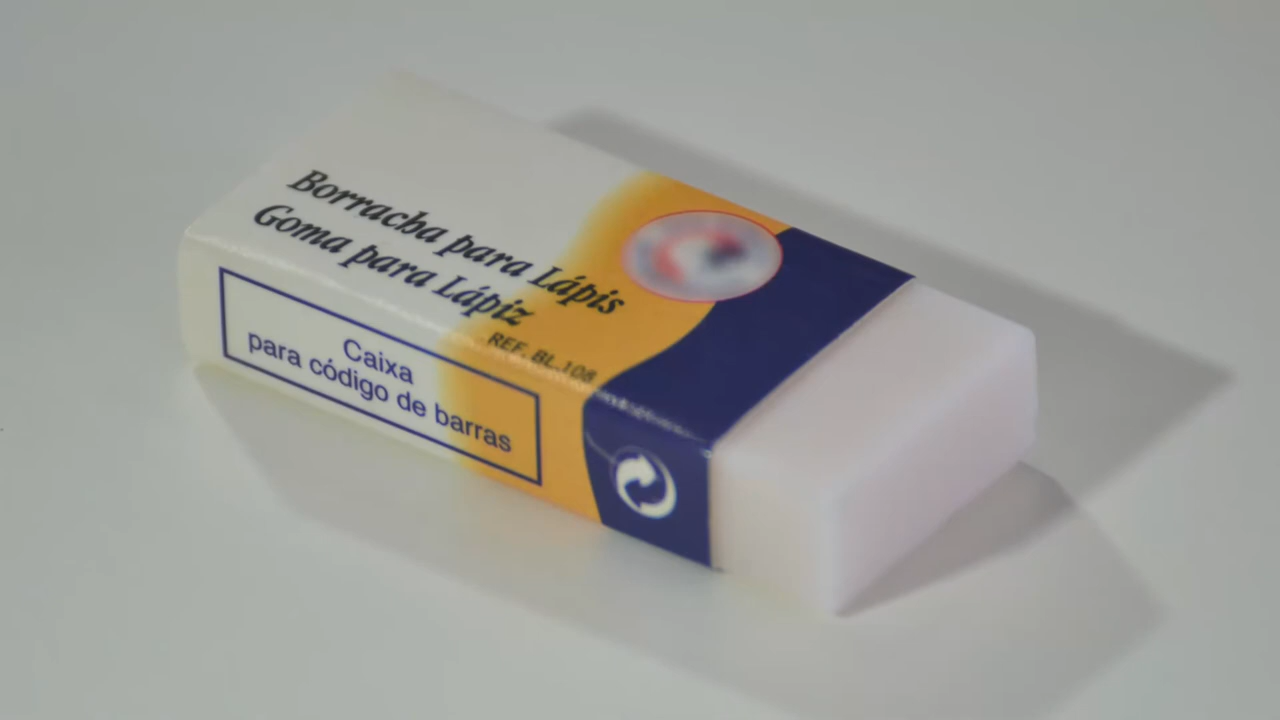 Borracha para Lápis
Goma para Lápiz
REF. BL.108
Caixa
para código de barras